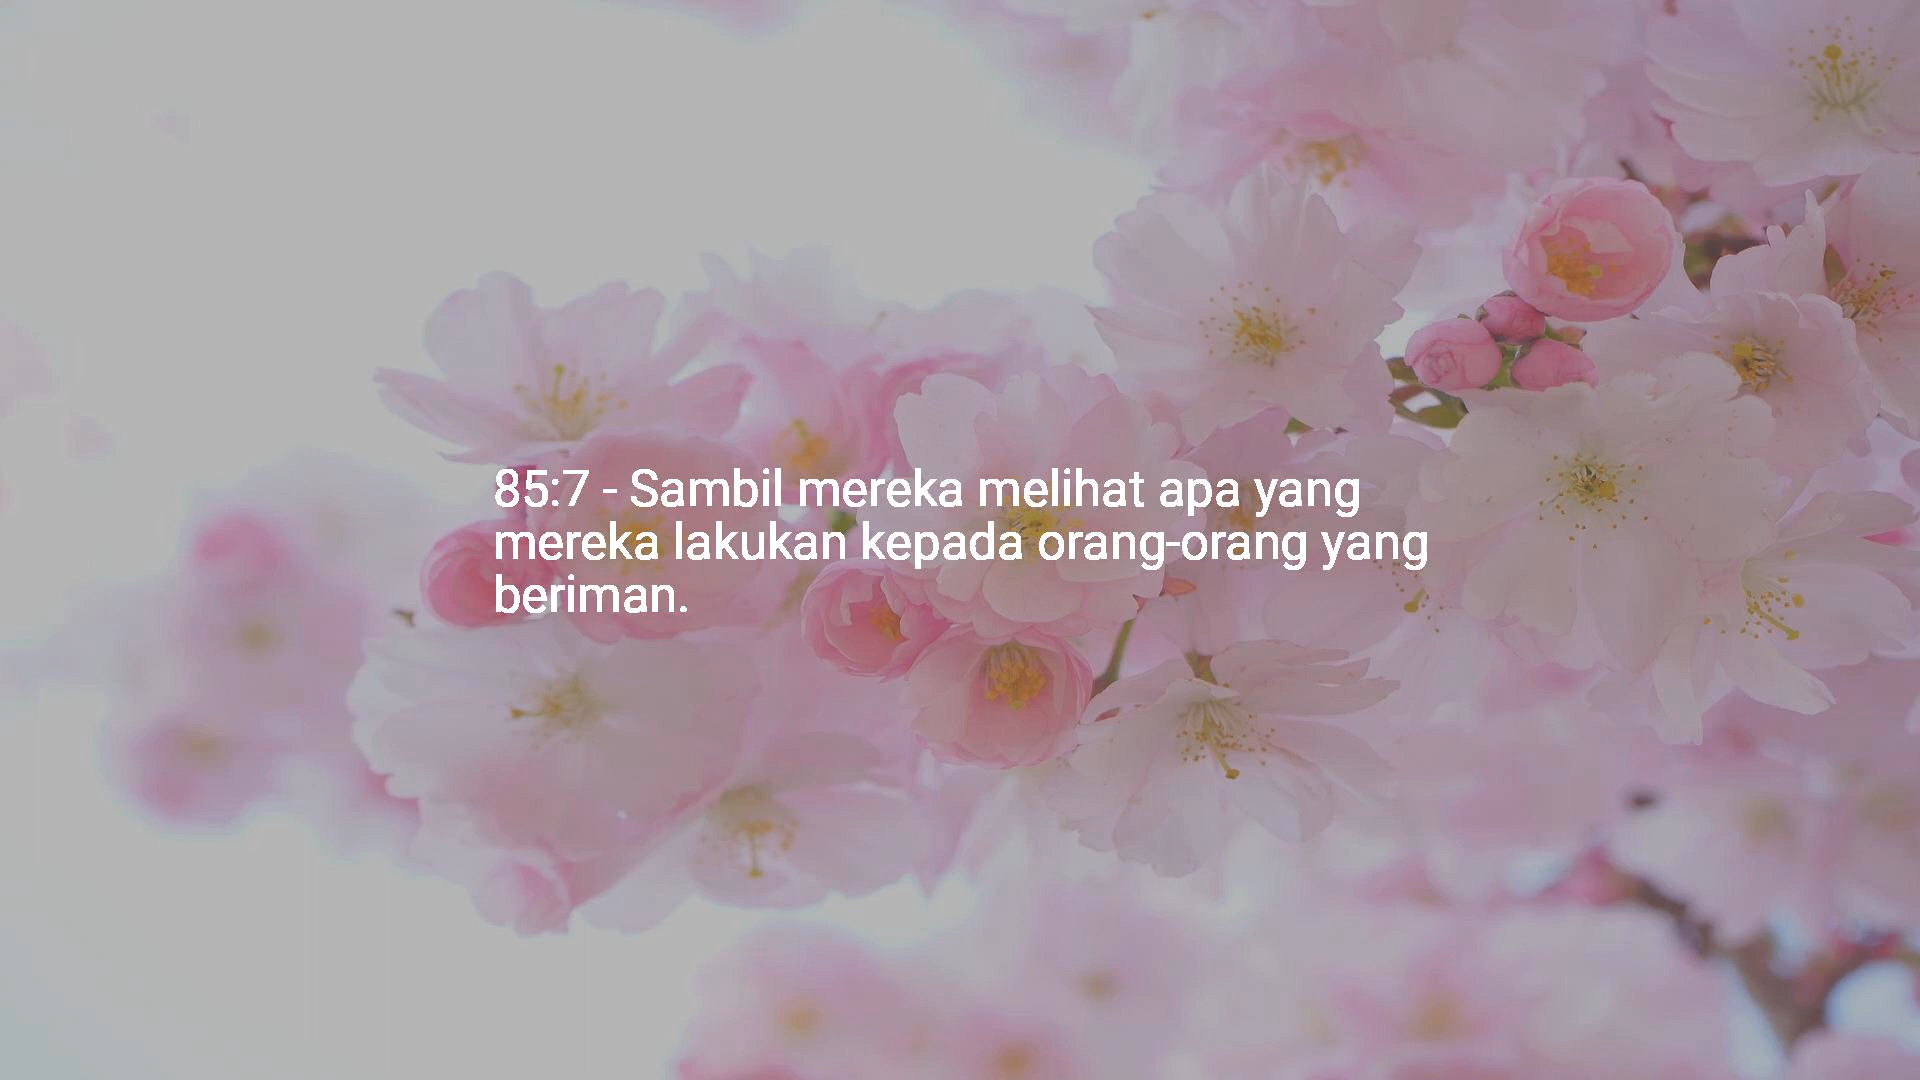 85:7 - Sambil mereka melihat apa yang
mereka lakukan kepada orang-orang yang
beriman.